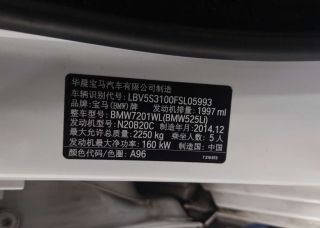 华晨宝马汽车有限公司制造
车辆识别代号: LBV5S3100FSL05993
品牌: 宝马(BMW)牌 发动机排量: 1997 ml
整车型号: BMW7201WL(BMW525Li)
发动机型号: N20B20C 制造年月: 2014.12
最大允许总质量: 2250 kg 乘坐人数: 5人
发动机最大净功率: 160 kW 制造国: 中国
颜色代号/色圈: A96